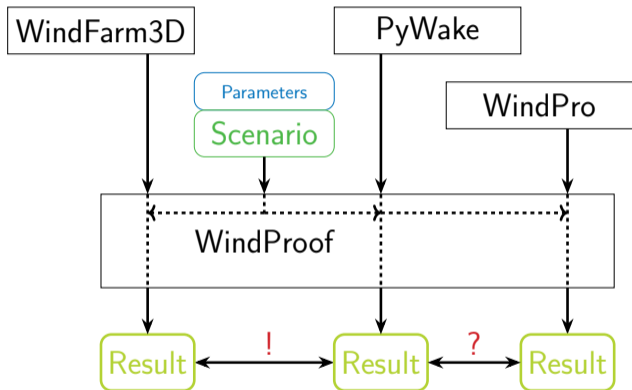 WindFarm3D
PyWake
Parameters
Scenario
WindPro
WindProof
!
?
Result
Result
Result